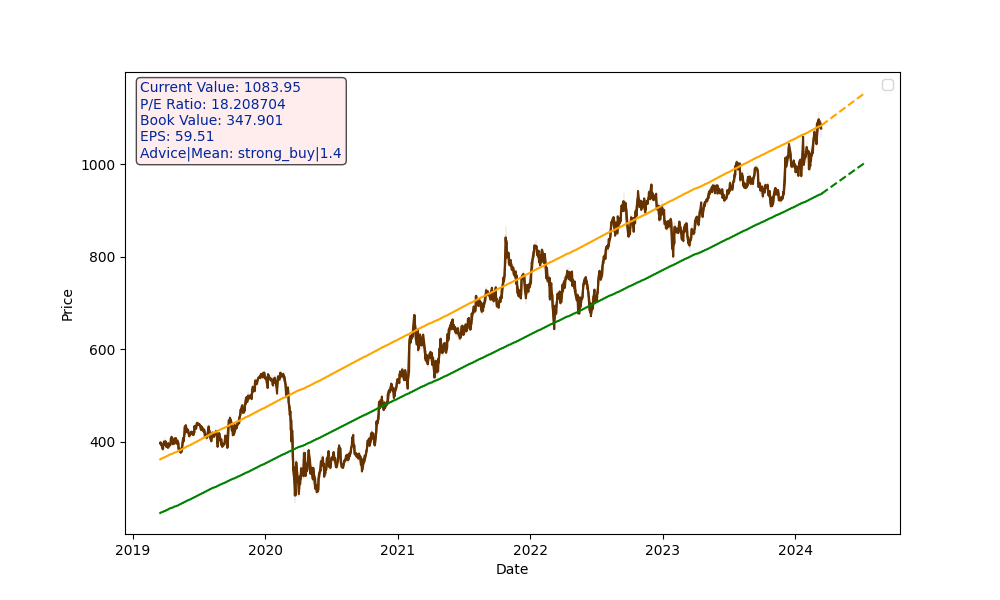 Current Value: 1083.95
P/E Ratio: 18.208704
Book Value: 347.901
EPS: 59.51
Advice|Mean: strong_buy|1.4
1000
800
600
400
Price
2019 2020 2021 2022 2023 2024
Date